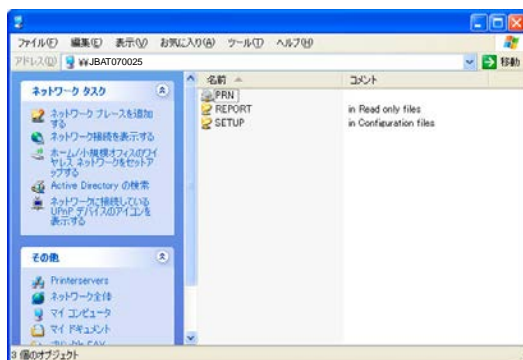 ファイル(F) 編集(E) 表示(V) お気に入り(A) ツール(T) ヘルプ(H)
アドレス(D) ¥¥JBAT070025 移動
ネットワーク タスク
ネットワーク プレースを追加
する
ネットワーク接続を表示する
ホーム/小規模オフィスのワイ
ヤレス ネットワークをセットア
ップする
Active Directory の検索
ネットワークに接続している
UPnP デバイスのアイコンを
表示する
その他
Printerservers
ネットワーク全体
マイ コンピュータ
マイ ドキュメント
名前 コメント
PRN
REPORT in Read only files
SETUP in Configuration files
3 個のオブジェクト